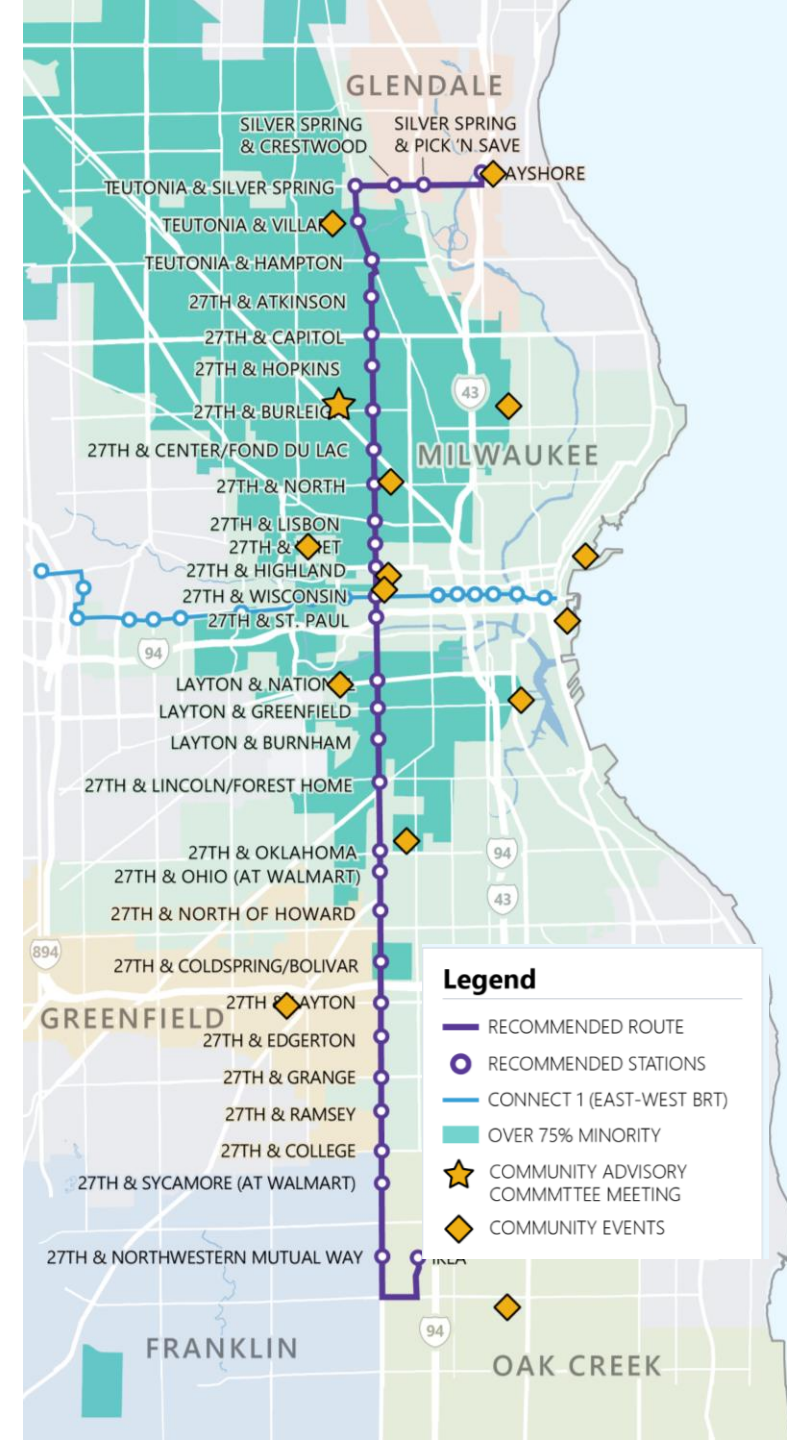 GLENDALE
SILVER SPRING
& CRESTWOOD
SILVER SPRING
& PICK 'N SAVE
AYSHORE
TEUTONIA & SILVER SPRING
TEUTONIA & VILLA
TEUTONIA & HAMPTON
27TH & ATKINSON
27TH & CAPITOL
27TH & HOPKINS
43
27TH & BURLEIG
27TH & CENTER/FOND DU LAC
MILWAUKEE
27TH & NORTH
27TH & LISBON
27TH & ET
27TH & HIGHLAND
27TH & WISCONSIN
27TH & ST. PAUL
94
LAYTON & NATION
LAYTON & GREENFIELD
LAYTON & BURNHAM
27TH & LINCOLN/FOREST HOME
27TH & OKLAHOMA
94
27TH & OHIO (AT WALMART)
43
27TH & NORTH OF HOWARD
894
27TH & COLDSPRING/BOLIVAR
27TH & AYTON
GREENFIELD
27TH & EDGERTON
27TH & GRANGE
27TH & RAMSEY
27TH & COLLEGE
27TH & SYCAMORE (AT WALMART)
27TH & NORTHWESTERN MUTUAL WAY
Legend
RECOMMENDED ROUTE
RECOMMENDED STATIONS
CONNECT 1 (EAST-WEST BRT)
OVER 75% MINORITY
COMMUNITY ADVISORY
COMMMTTEE MEETING
COMMUNITY EVENTS
94
FRANKLIN
OAK CREEK